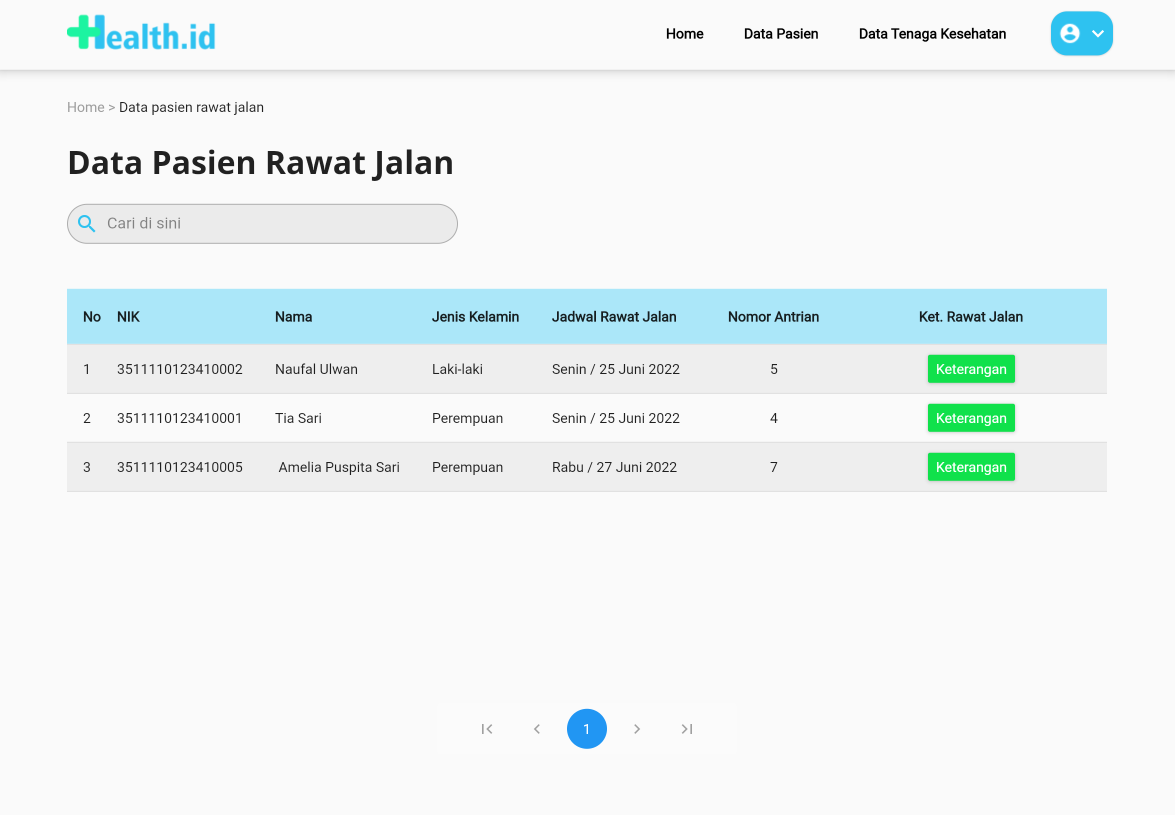 Health.id
Home Data Pasien Data Tenaga Kesehatan
Home > Data pasien rawat jalan
Data Pasien Rawat Jalan
Cari di sini
No NIK Nama Jenis Kelamin Jadwal Rawat Jalan Nomor Antrian Ket. Rawat Jalan
1 3511110123410002 Naufal Ulwan Laki-laki Senin / 25 Juni 2022 5 Keterangan
2 3511110123410001 Tia Sari Perempuan Senin / 25 Juni 2022 4 Keterangan
3 3511110123410005 Amelia Puspita Sari Perempuan Rabu / 27 Juni 2022 7 Keterangan
1